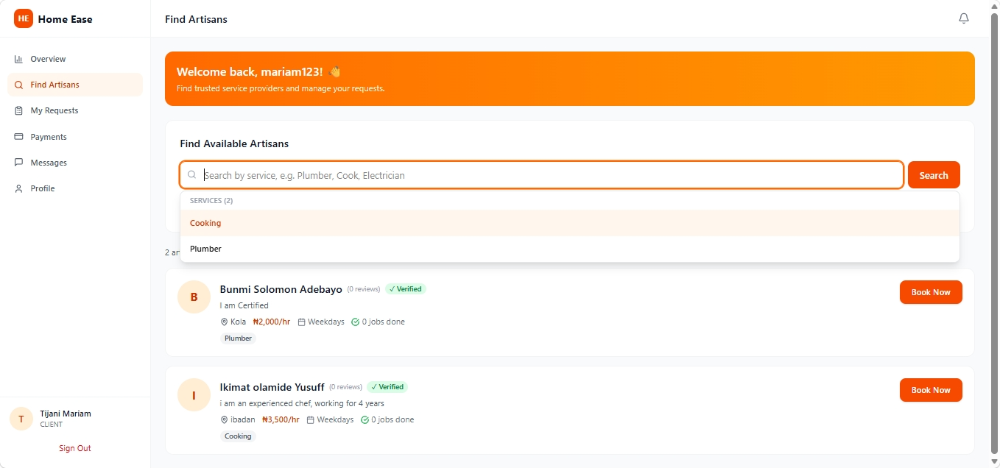 HE Home Ease
Find Artisans
Overview
Find Artisans
My Requests
Payments
Messages
Profile
Welcome back, mariam123! 👋
Find trusted service providers and manage your requests.
Find Available Artisans
Search by service, e.g. Plumber, Cook, Electrician
Search
SERVICES (2)
Cooking
Plumber
2 ar
B
Bunmi Solomon Adebayo (0 reviews) ✓ Verified
I am Certified
Kola ₦2,000/hr Weekdays 0 jobs done
Plumber
Book Now
I
Ikimat olamide Yusuff (0 reviews) ✓ Verified
i am an experienced chef, working for 4 years
ibadan ₦3,500/hr Weekdays 0 jobs done
Cooking
Book Now
T
Tijani Mariam
CLIENT
Sign Out